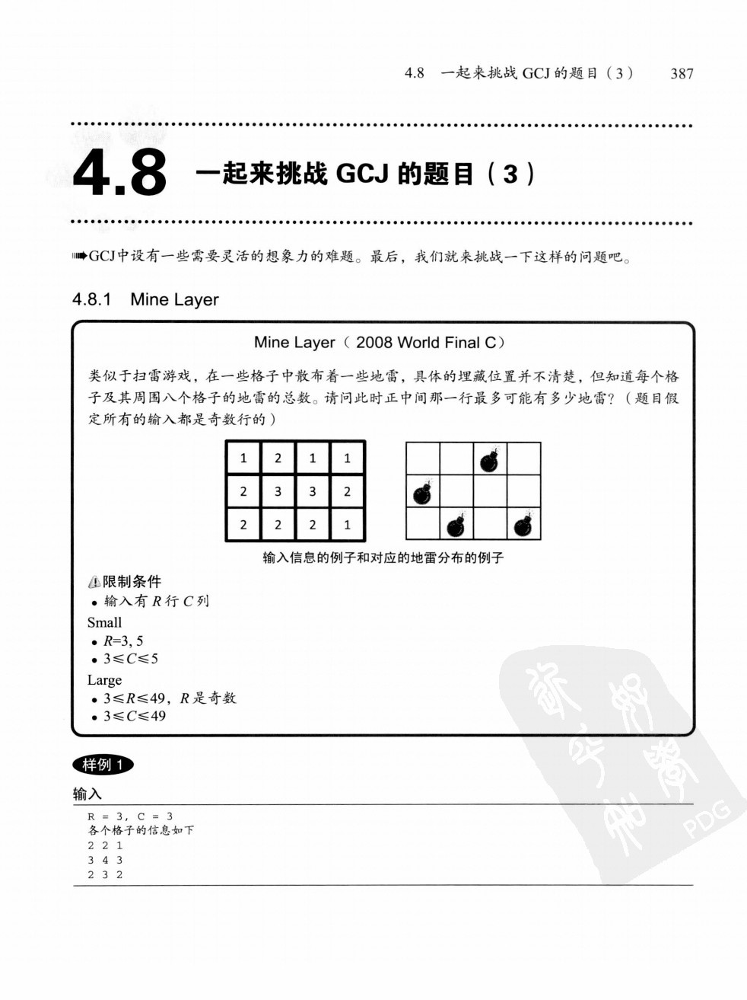 4.8 一起来挑战 GCJ 的题目（3） 387
4.8 一起来挑战 GCJ 的题目（3）
GCJ中设有一些需要灵活的想象力的难题。最后，我们就来挑战一下这样的问题吧。
4.8.1 Mine Layer
Mine Layer（ 2008 World Final C）
类似于扫雷游戏，在一些格子中散布着一些地雷，具体的埋藏位置并不清楚，但知道每个格
子及其周围八个格子的地雷的总数。请问此时正中间那一行最多可能有多少地雷？（题目假
定所有的输入都是奇数行的）
1 2 1 1
2 3 3 2
2 2 2 1
输入信息的例子和对应的地雷分布的例子
限制条件
• 输入有 R 行 C 列
Small
• R=3, 5
• 3≤C≤5
Large
• 3≤R≤49，R 是奇数
• 3≤C≤49
样例 1
输入
R = 3, C = 3
各个格子的信息如下
2 2 1
3 4 3
2 3 2
PDG